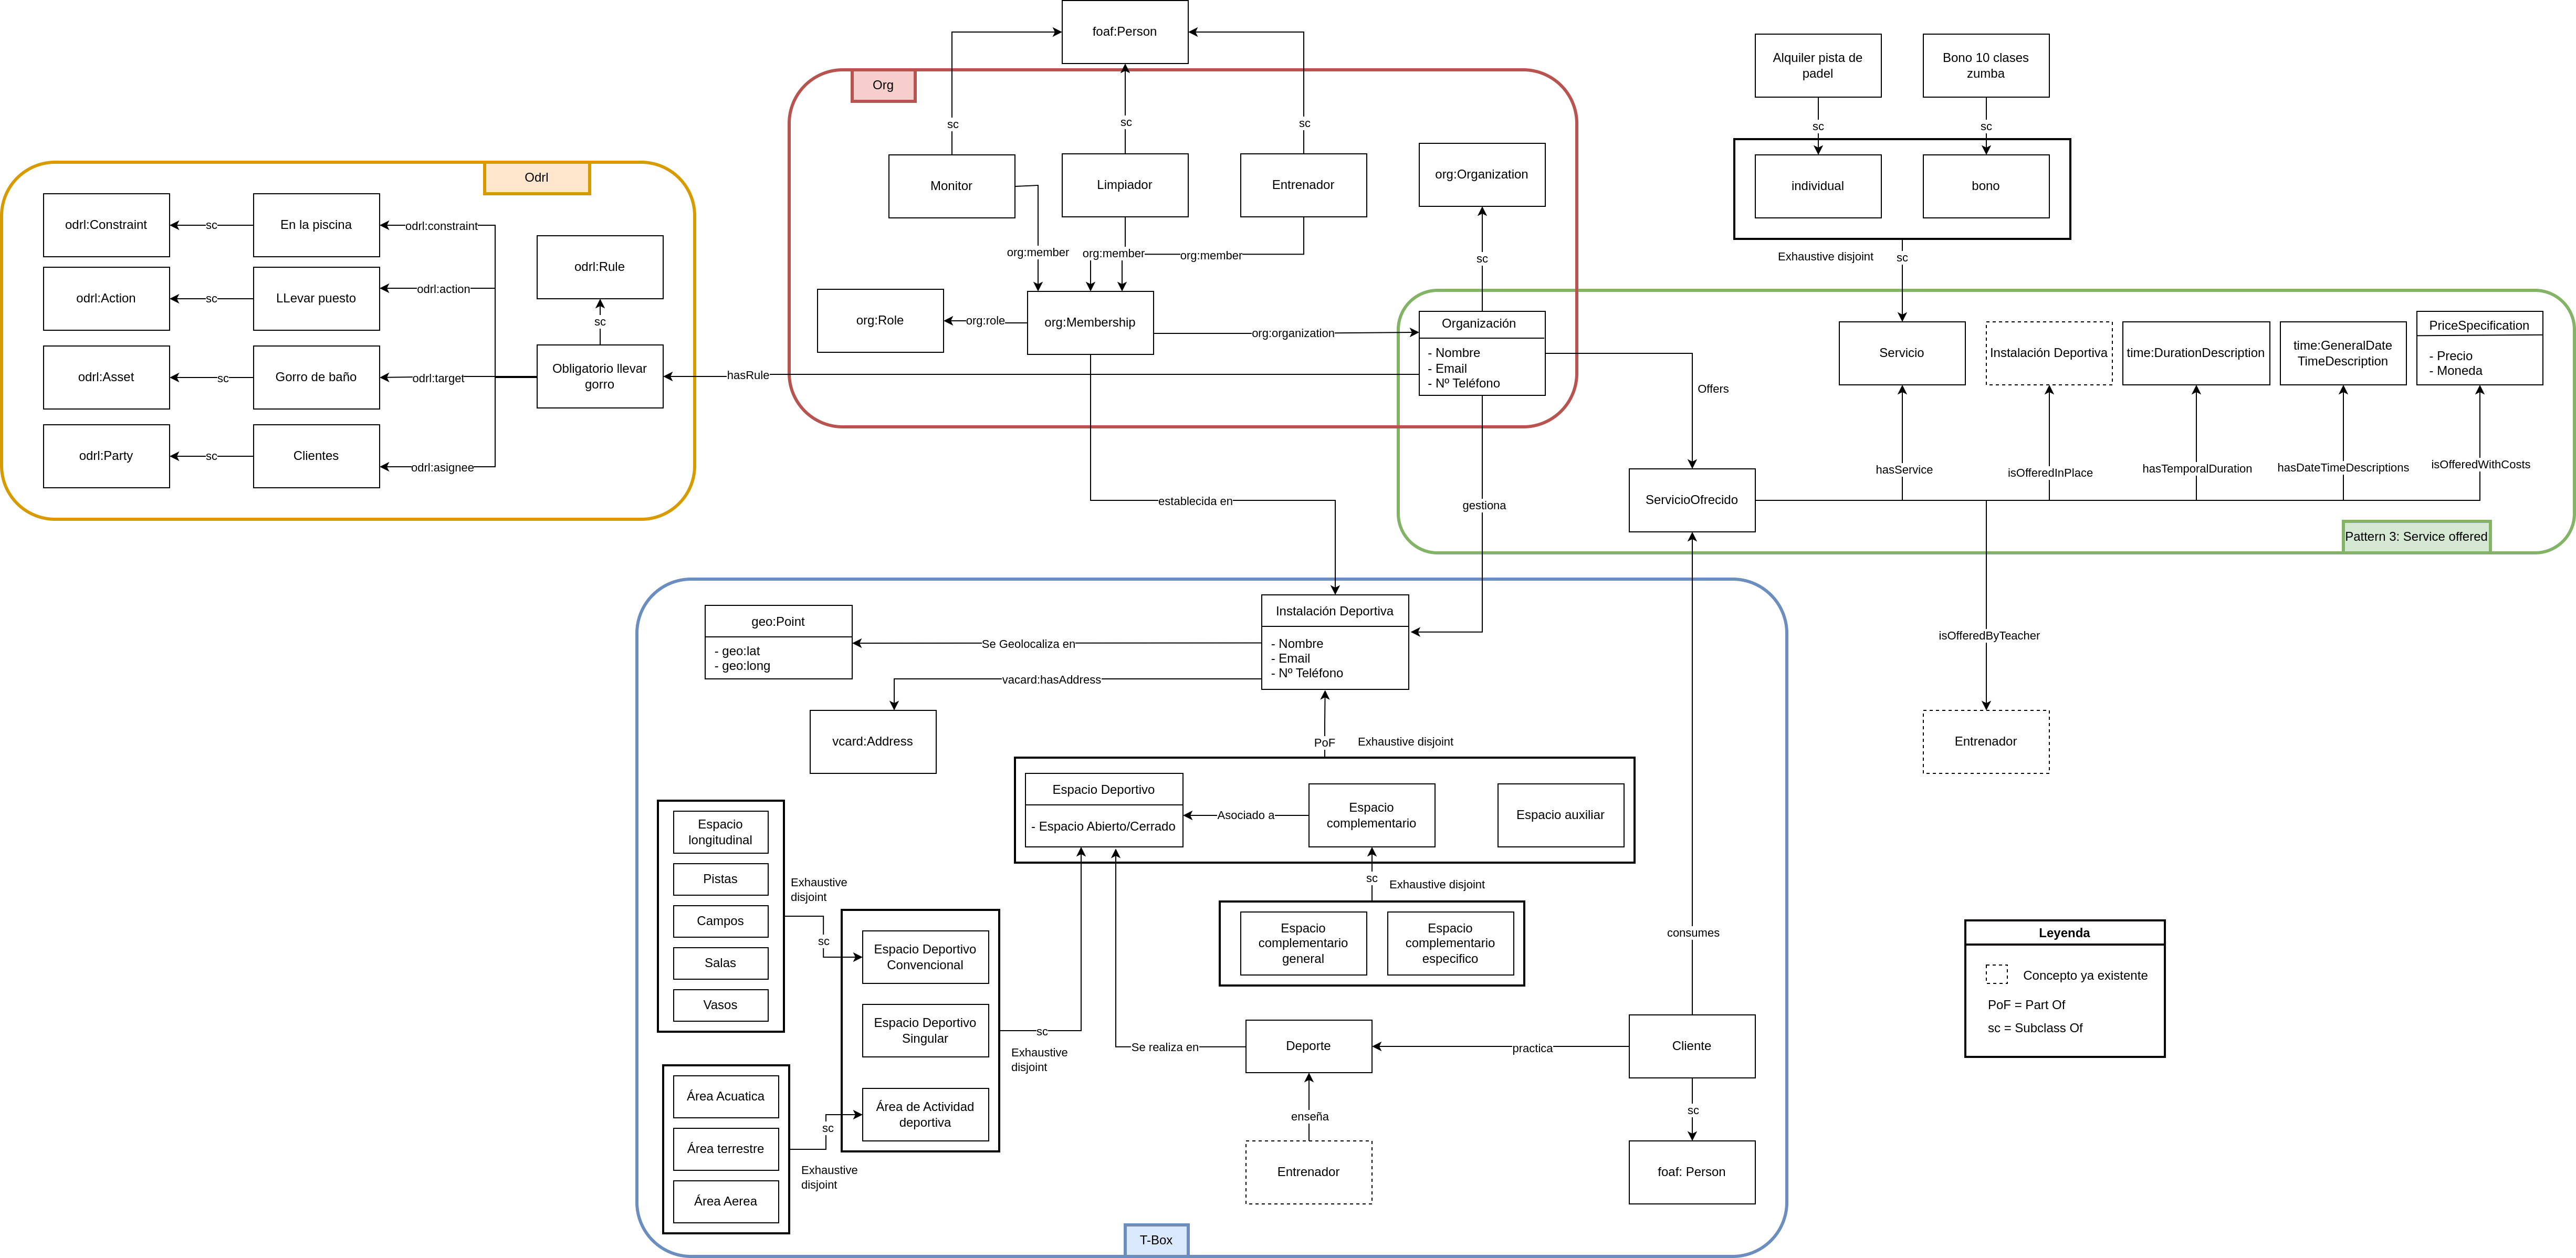 foaf:Person
Org
sc
sc
sc
Monitor
Limpiador
Entrenador
org:Organization
org:member
org:member
org:member
sc
org:Role
org:role
org:Membership
org:organization
Organización
- Nombre
- Email
- Nº Teléfono
hasRule
Offers
establecida en
gestiona
Odrl
odrl:Constraint
sc
En la piscina
odrl:constraint
odrl:Rule
odrl:Action
sc
LLevar puesto
odrl:action
sc
odrl:Asset
sc
Gorro de baño
odrl:target
Obligatorio llevar
gorro
odrl:Party
sc
Clientes
odrl:asignee
Alquiler pista de
padel
Bono 10 clases
zumba
sc
sc
individual
bono
Exhaustive disjoint
sc
Servicio
Instalación Deportiva
time:DurationDescription
time:GeneralDate
TimeDescription
PriceSpecification
- Precio
- Moneda
hasService
isOfferedInPlace
hasTemporalDuration
hasDateTimeDescriptions
isOfferedWithCosts
ServicioOfrecido
Pattern 3: Service offered
isOfferedByTeacher
Entrenador
geo:Point
- geo:lat
- geo:long
Se Geolocaliza en
Instalación Deportiva
- Nombre
- Email
- Nº Teléfono
vacard:hasAddress
vcard:Address
PoF
Exhaustive disjoint
Espacio Deportivo
- Espacio Abierto/Cerrado
Asociado a
Espacio
complementario
Espacio auxiliar
sc
Exhaustive disjoint
Espacio
complementario
general
Espacio
complementario
especifico
Espacio
longitudinal
Pistas
Campos
Salas
Vasos
Exhaustive
disjoint
sc
Espacio Deportivo
Convencional
Espacio Deportivo
Singular
Área de Actividad
deportiva
sc
Exhaustive
disjoint
Área Acuatica
Área terrestre
Área Aerea
sc
Exhaustive
disjoint
Se realiza en
Deporte
practica
Cliente
consumes
enseña
sc
Entrenador
foaf: Person
T-Box
Leyenda
Concepto ya existente
PoF = Part Of
sc = Subclass Of